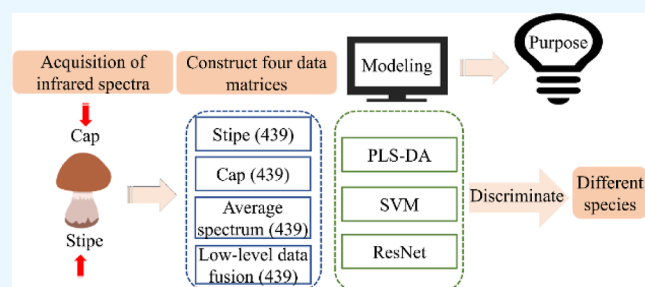 Acquisition of
infrared spectra
Construct four data
matrices
Modeling
Purpose
Cap
Stipe
Stipe (439)
Cap (439)
Average
spectrum (439)
Low-level data
fusion (439)
PLS-DA
SVM
ResNet
Discriminate
Different
species